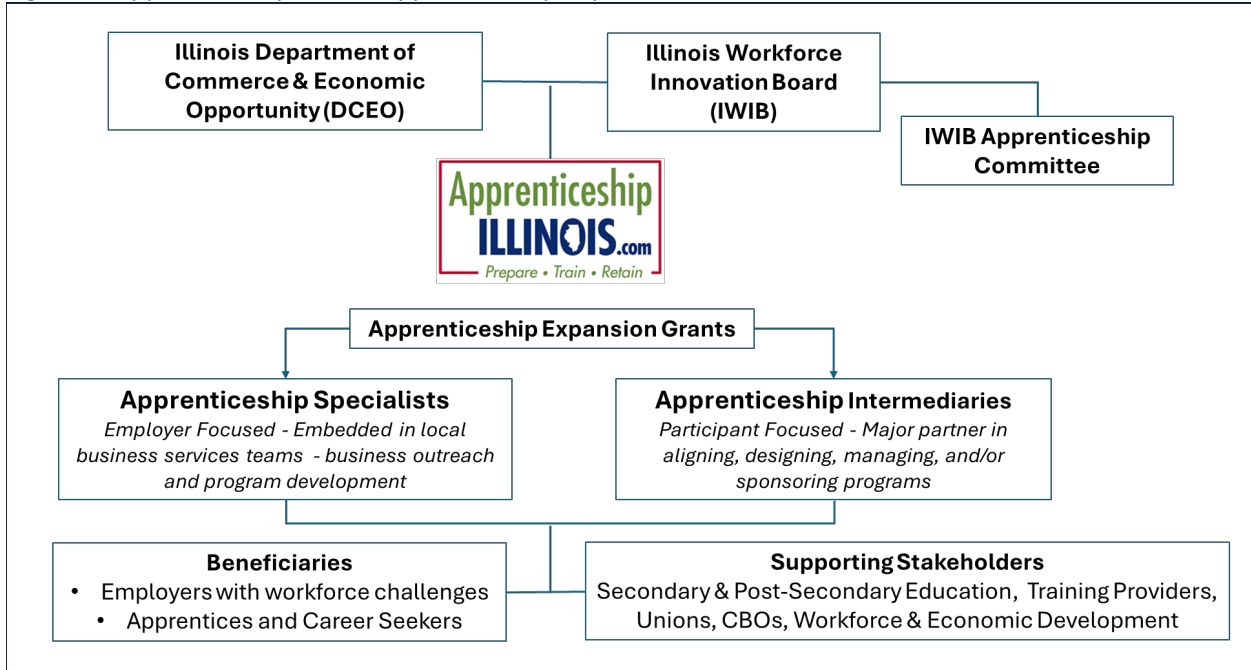 Illinois Department of
Commerce & Economic
Opportunity (DCEO)
Illinois Workforce
Innovation Board
(IWIB)
IWIB Apprenticeship
Committee
Apprenticeship
ILLINOIS.com
Prepare • Train • Retain
Apprenticeship Expansion Grants
Apprenticeship Specialists
Employer Focused - Embedded in local
business services teams - business outreach
and program development
Apprenticeship Intermediaries
Participant Focused - Major partner in
aligning, designing, managing, and/or
sponsoring programs
Beneficiaries
• Employers with workforce challenges
• Apprentices and Career Seekers
Supporting Stakeholders
Secondary & Post-Secondary Education, Training Providers,
Unions, CBOs, Workforce & Economic Development